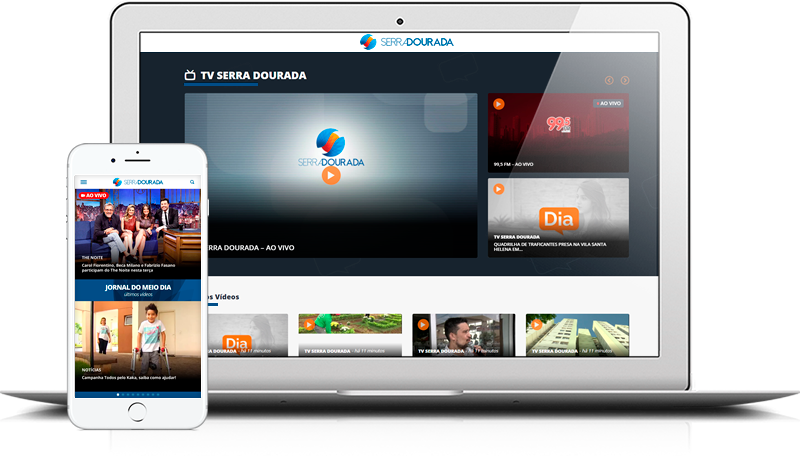 SERRADOURADA
TV SERRA DOURADA
SERRADOURADA
SERRA DOURADA – AO VIVO
AO VIVO
99,5
99,5 FM – AO VIVO
Dia
TV SERRA DOURADA
QUADRILHA DE TRAFICANTES PRESA NA VILA SANTA
HELENA EM...
os Vídeos
Dia
TV SERRA DOURADA - há 11 minutos
TV SERRA DOURADA - há 11 minutos
TV SERRA DOURADA - há 11 minutos
TV SERRA DOURADA - há 11 minutos
SERRADOURADA
AO VIVO
THE NOITE
Carol Fiorentino, Beca Milano e Fabrizio Fasano
participam do The Noite nesta terça
JORNAL DO MEIO DIA
últimos vídeos
NOTÍCIAS
Campanha Todos pelo Kaka, saiba como ajudar!